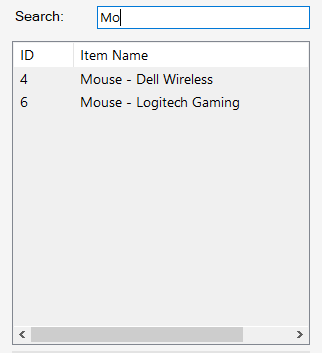 Search: Mo
ID Item Name
4 Mouse - Dell Wireless
6 Mouse - Logitech Gaming